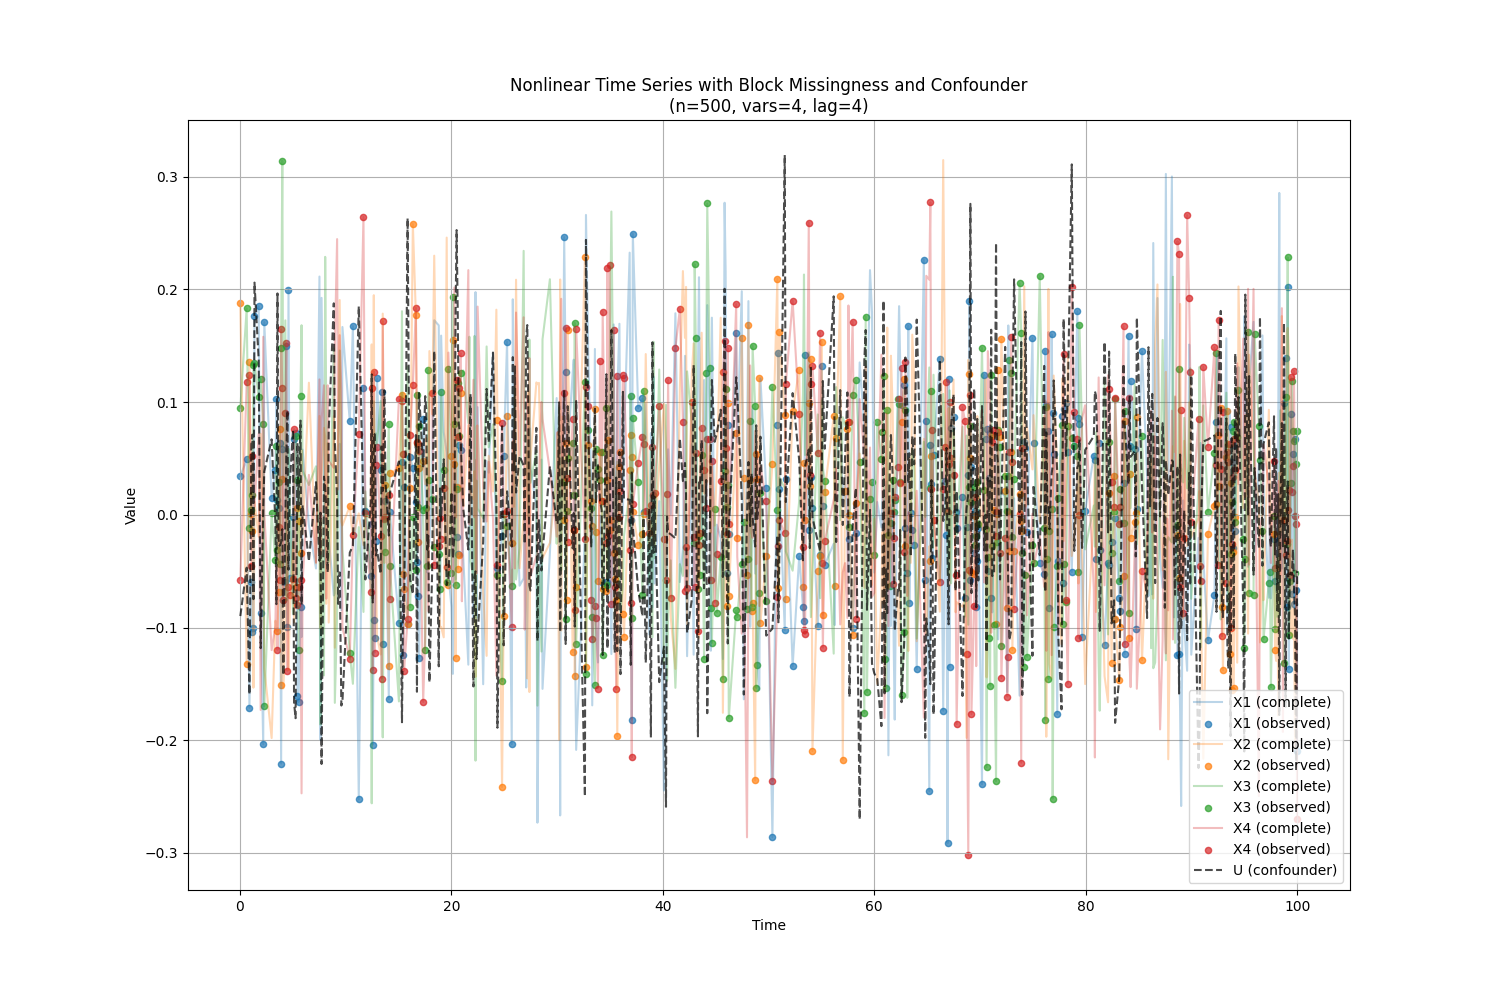 Nonlinear Time Series with Block Missingness and Confounder
(n=500, vars=4, lag=4)
Value
0.3
0.2
0.1
0.0
−0.1
−0.2
−0.3
X1 (complete)
X1 (observed)
X2 (complete)
X2 (observed)
X3 (complete)
X3 (observed)
X4 (complete)
X4 (observed)
U (confounder)
0
20
40
60
80
100
Time